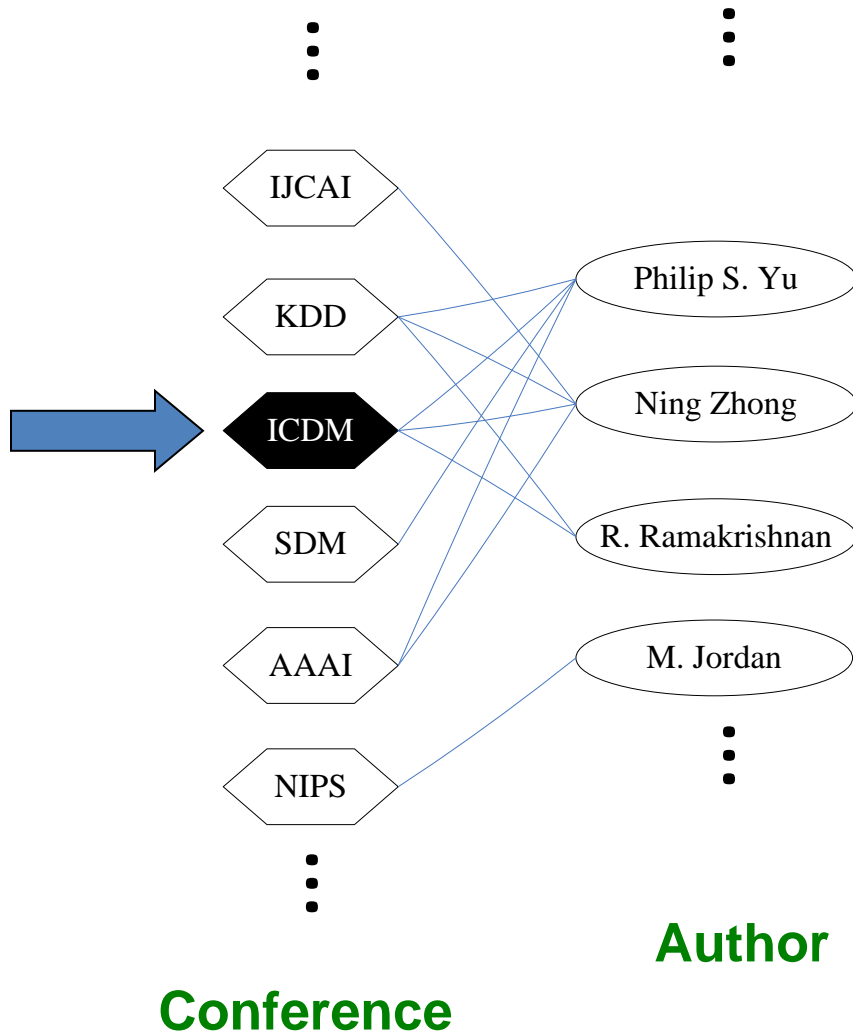 IJCAI
KDD
ICDM
SDM
AAAI
NIPS
Philip S. Yu
Ning Zhong
R. Ramakrishnan
M. Jordan
Author
Conference